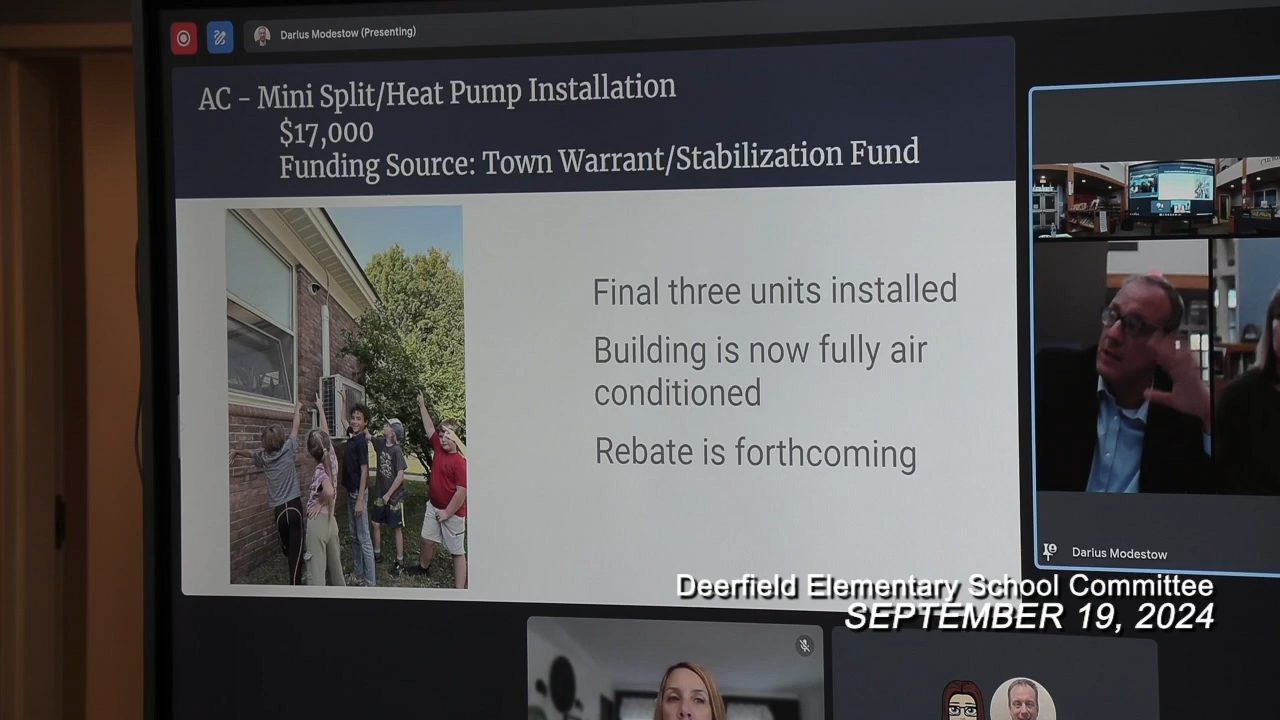 Darius Modestow (Presenting)
AC - Mini Split/Heat Pump Installation
$17,000
Funding Source: Town Warrant/Stabilization Fund
Final three units installed
Building is now fully air
conditioned
Rebate is forthcoming
Darius Modestow
Deerfield Elementary School Committee
SEPTEMBER 19, 2024